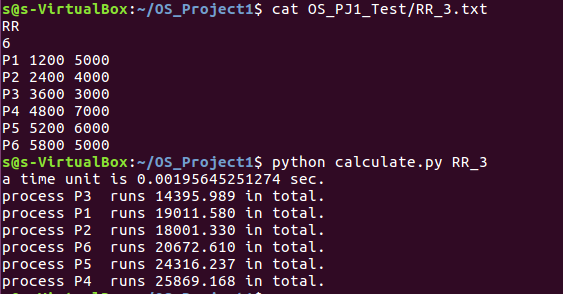 s@s-VirtualBox:~/OS_Project1$ cat OS_PJ1_Test/RR_3.txt
RR
6
P1 1200 5000
P2 2400 4000
P3 3600 3000
P4 4800 7000
P5 5200 6000
P6 5800 5000
s@s-VirtualBox:~/OS_Project1$ python calculate.py RR_3
a time unit is 0.00195645251274 sec.
process P3  runs 14395.989 in total.
process P1  runs 19011.580 in total.
process P2  runs 18001.330 in total.
process P6  runs 20672.610 in total.
process P5  runs 24316.237 in total.
process P4  runs 25869.168 in total.